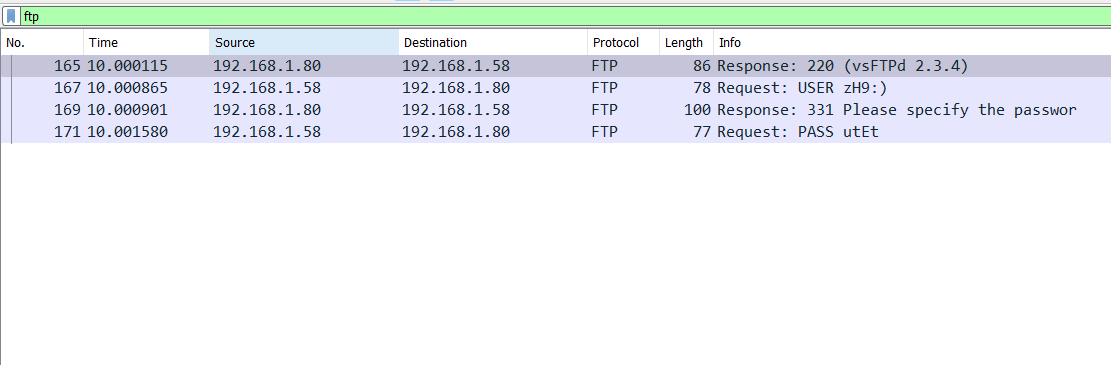 ftp
No. Time Source Destination Protocol Length Info
165 10.000115 192.168.1.80 192.168.1.58 FTP 86 Response: 220 (vsFTPd 2.3.4)
167 10.000865 192.168.1.58 192.168.1.80 FTP 78 Request: USER zH9:)
169 10.000901 192.168.1.80 192.168.1.58 FTP 100 Response: 331 Please specify the passwor
171 10.001580 192.168.1.58 192.168.1.80 FTP 77 Request: PASS utEt